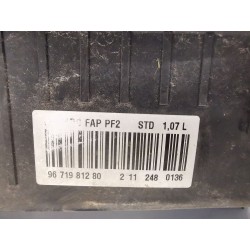 FAP PF2 STD 1,07 L
96 719 812 80 2 11 248 0136